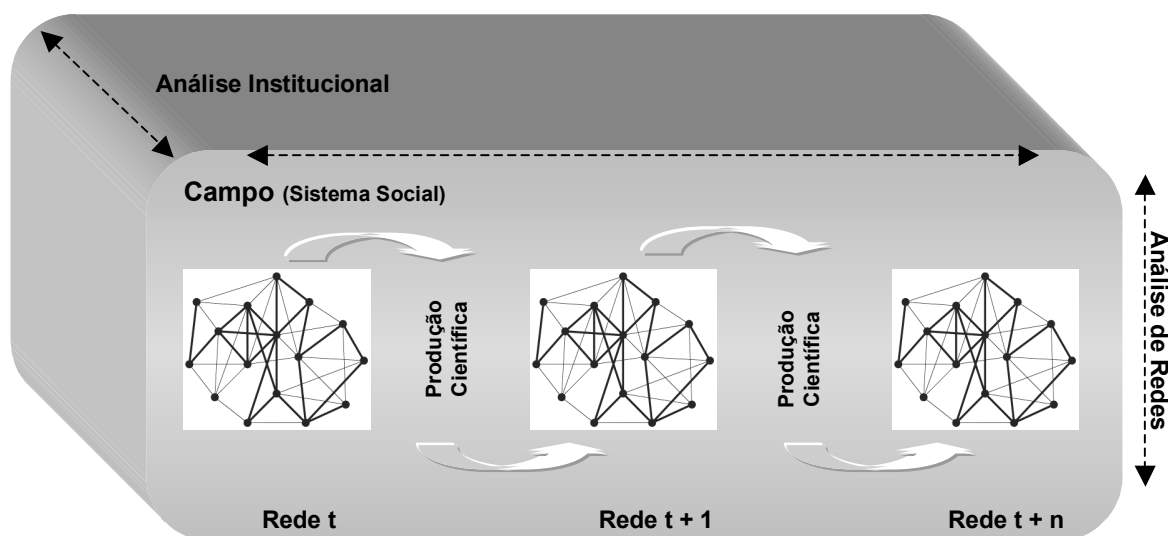 Análise Institucional
Campo (Sistema Social)
Produção
Científica
Produção
Científica
Análise de Redes
Rede t
Rede t + 1
Rede t + n